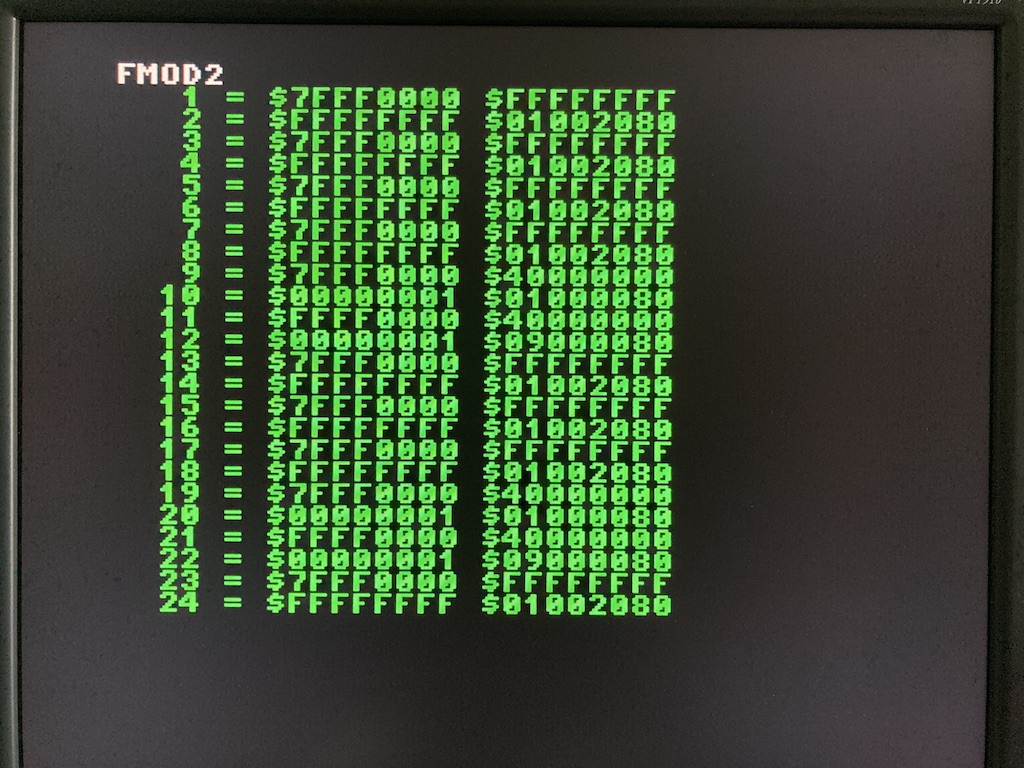 FMOD2
1 = $7FFF0000 $FFFFFFFF
2 = $FFFFFFFF $01002080
3 = $7FFF0000 $FFFFFFFF
4 = $FFFFFFFF $01002080
5 = $7FFF0000 $FFFFFFFF
6 = $FFFFFFFF $01002080
7 = $7FFF0000 $FFFFFFFF
8 = $FFFFFFFF $01002080
9 = $7FFF0000 $40000000
10 = $00000001 $01000080
11 = $FFFF0000 $40000000
12 = $00000001 $09000080
13 = $7FFF0000 $FFFFFFFF
14 = $FFFFFFFF $01002080
15 = $7FFF0000 $FFFFFFFF
16 = $FFFFFFFF $01002080
17 = $7FFF0000 $FFFFFFFF
18 = $FFFFFFFF $01002080
19 = $7FFF0000 $40000000
20 = $00000001 $01000080
21 = $FFFF0000 $40000000
22 = $00000001 $09000080
23 = $7FFF0000 $FFFFFFFF
24 = $FFFFFFFF $01002080